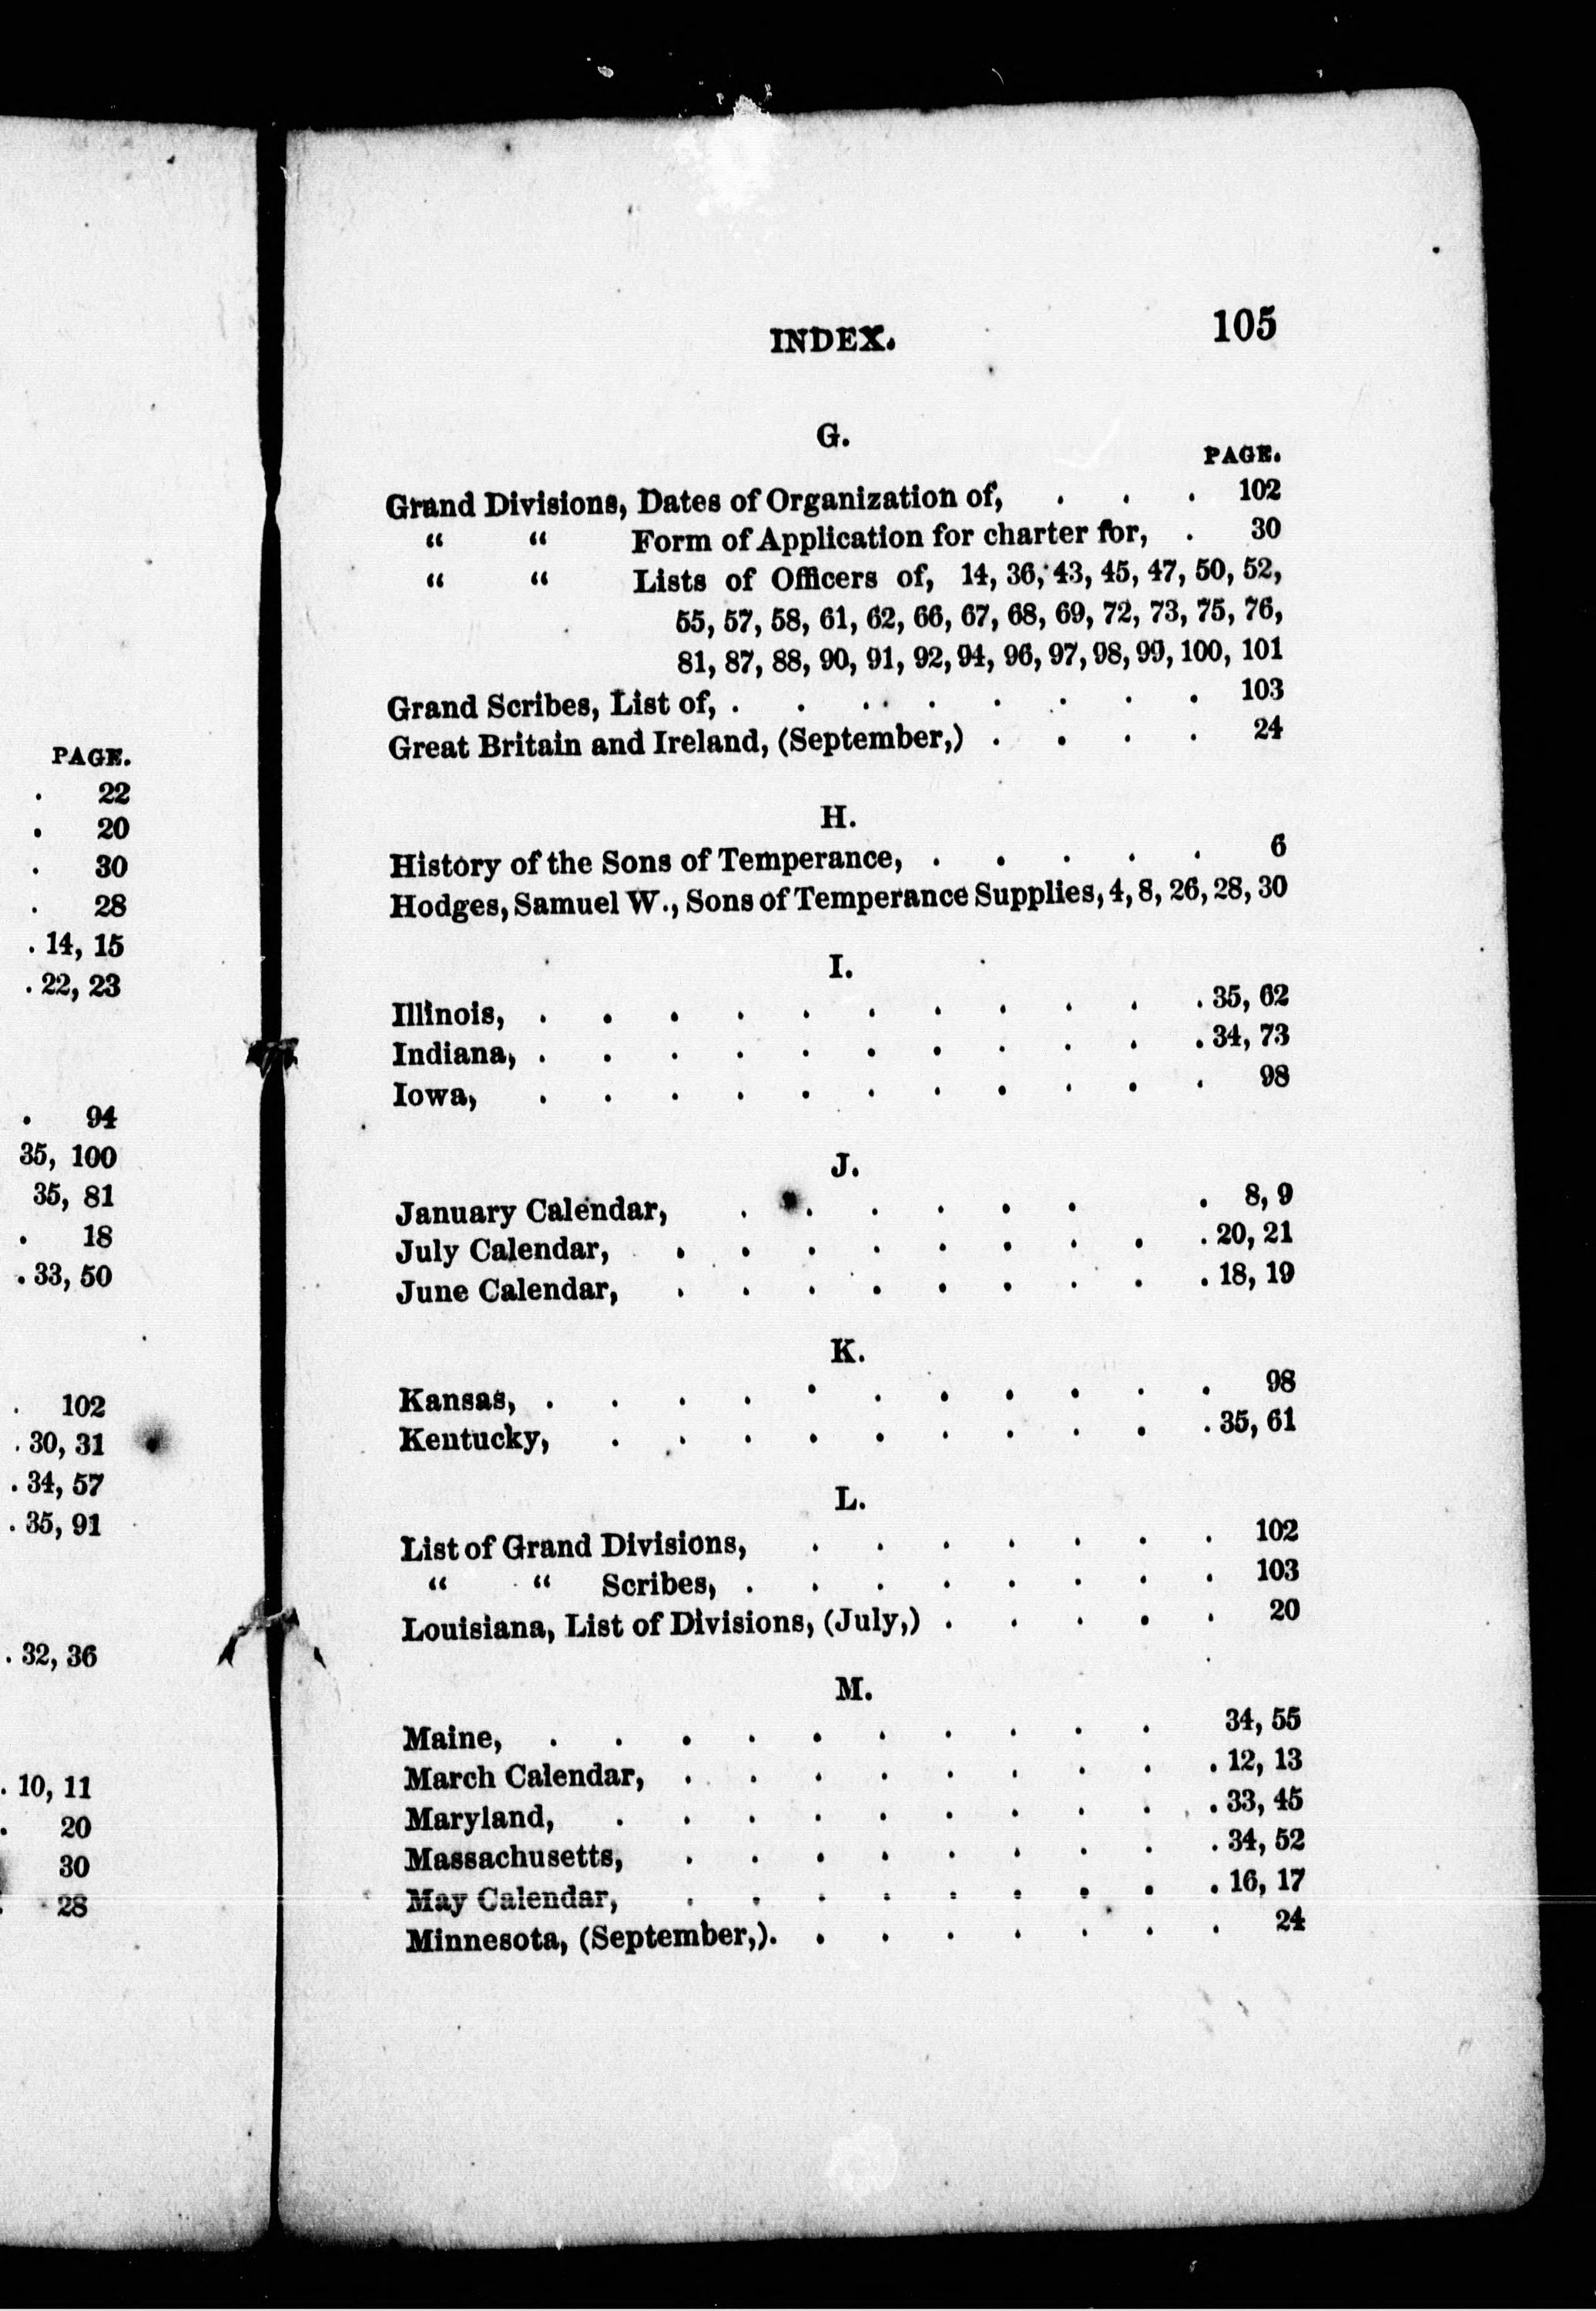 PAGE.
. 22
. 20
. 30
. 28
. 14, 15
. 22, 23
. 94
35, 100
35, 81
. 18
. 33, 50
. 102
. 30, 31
. 34, 57
. 35, 91
. 32, 36
. 10, 11
. 20
30
. 28
INDEX. 105
G.
PAGE.
Grand Divisions, Dates of Organization of, . . . 102
“ “ Form of Application for charter for, . 30
“ “ Lists of Officers of, 14, 36, 43, 45, 47, 50, 52,
55, 57, 58, 61, 62, 66, 67, 68, 69, 72, 73, 75, 76,
81, 87, 88, 90, 91, 92, 94, 96, 97, 98, 99, 100, 101
Grand Scribes, List of, . . . . . . . . 103
Great Britain and Ireland, (September,) . . . . 24
H.
History of the Sons of Temperance, . . . . . 6
Hodges, Samuel W., Sons of Temperance Supplies, 4, 8, 26, 28, 30
I.
Illinois, . . . . . . . . . . . 35, 62
Indiana, . . . . . . . . . . . 34, 73
Iowa, . . . . . . . . . . . 98
J.
January Calendar, . . . . . . . 8, 9
July Calendar, . . . . . . . . . 20, 21
June Calendar, . . . . . . . . . 18, 19
K.
Kansas, . . . . . . . . . . . 98
Kentucky, . . . . . . . . . . 35, 61
L.
List of Grand Divisions, . . . . . . . 102
“ “ Scribes, . . . . . . . . 103
Louisiana, List of Divisions, (July,) . . . . . 20
M.
Maine, . . . . . . . . . . 34, 55
March Calendar, . . . . . . . . . 12, 13
Maryland, . . . . . . . . . . 33, 45
Massachusetts, . . . . . . . . . 34, 52
May Calendar, . . . . . . . . . 16, 17
Minnesota, (September,). . . . . . . . 24